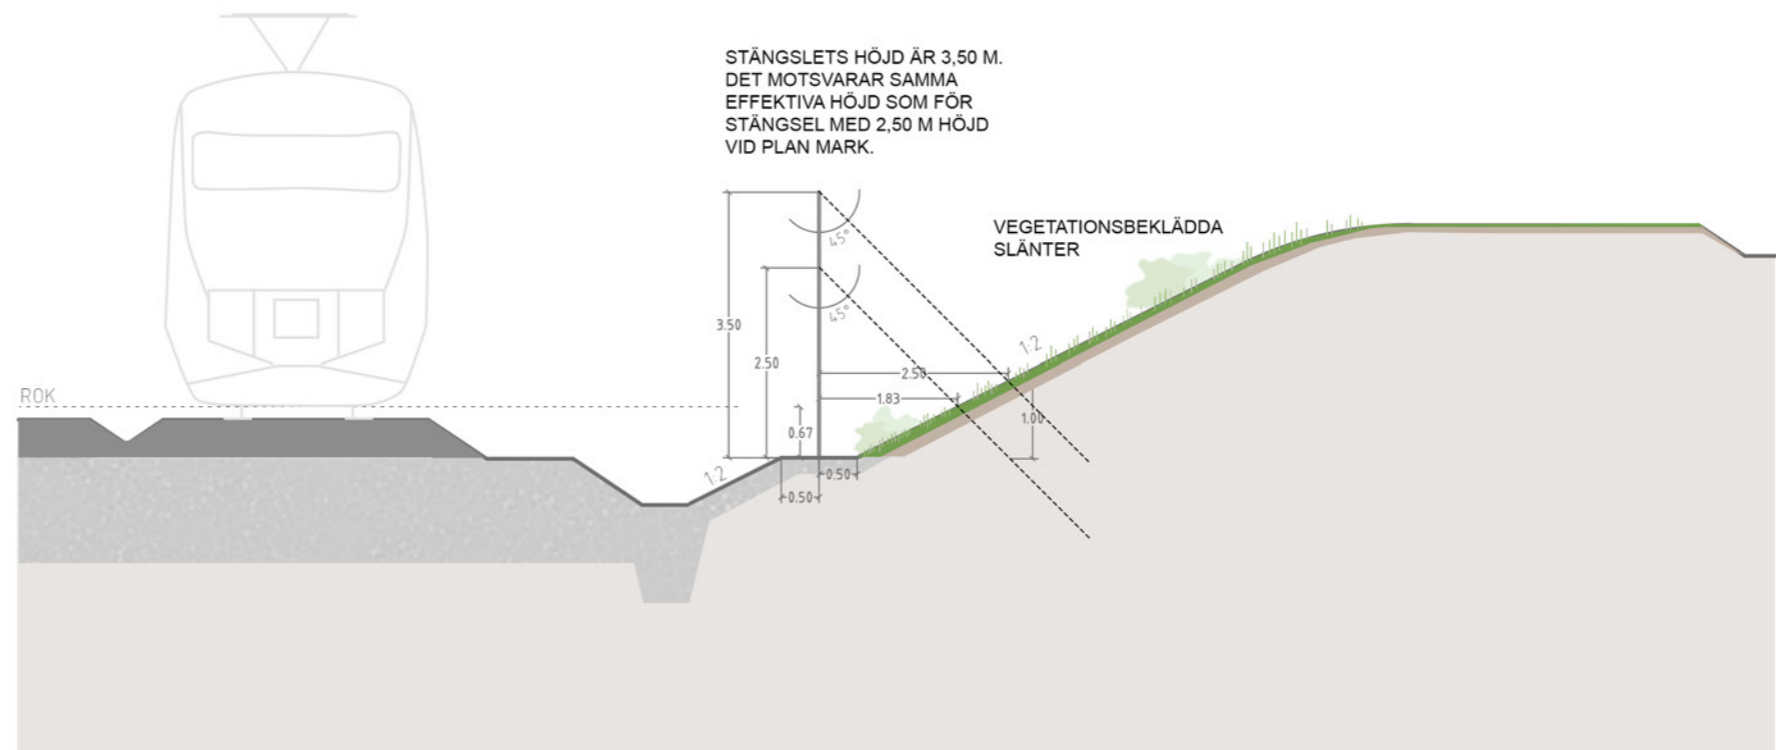 STÄNGSLETS HÖJD ÄR 3,50 M.
DET MOTSVARAR SAMMA
EFFEKTIVA HÖJD SOM FÖR
STÄNGSEL MED 2,50 M HÖJD
VID PLAN MARK.
VEGETATIONSBEKLÄDDA
SLÄNTER
45°
45°
3.50
2.50
1:2
2.50
1.83
ROK
0.67
1.00
1:2
0.50
0.50